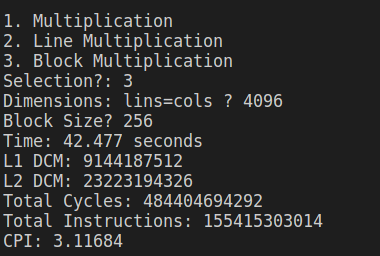 1. Multiplication
2. Line Multiplication
3. Block Multiplication
Selection?: 3
Dimensions: lins=cols ? 4096
Block Size? 256
Time: 42.477 seconds
L1 DCM: 9144187512
L2 DCM: 23223194326
Total Cycles: 484404694292
Total Instructions: 155415303014
CPI: 3.11684